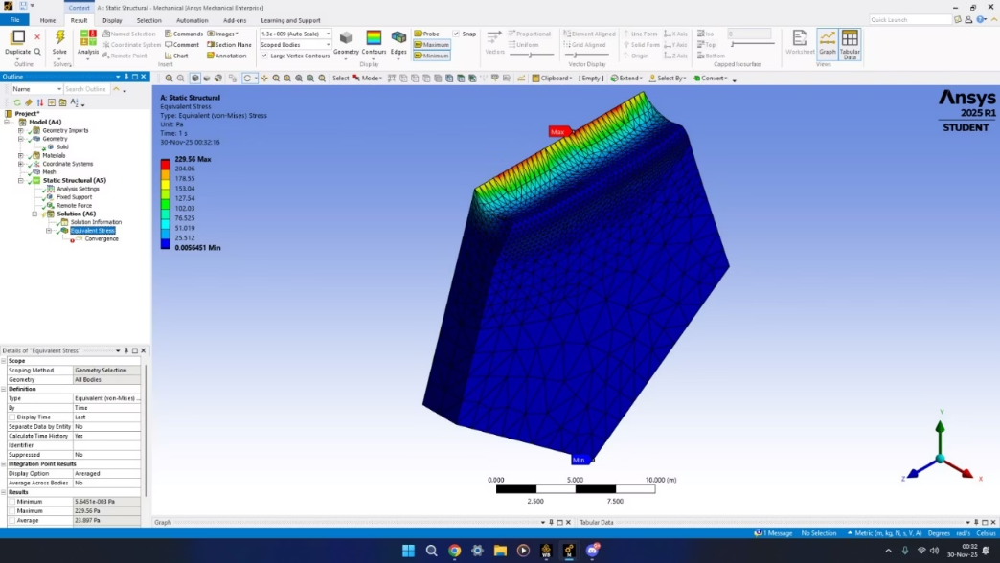 Context
A : Static Structural - Mechanical [Ansys Mechanical Enterprise]
File Home Result Display Selection Automation Add-ons Learning and Support
Quick Launch
Duplicate
Outline
Solve
Solvers
Analysis
Named Selection
Coordinate System
Remote Point
Commands
Comment
Chart
Images
Section Plane
Annotation
Insert
1.3e+009 (Auto Scale)
Scoped Bodies
Large Vertex Contours
Geometry
Contours
Edges
Display
Probe
Maximum
Minimum
Snap
Vectors
Proportional
Uniform
Element Aligned
Grid Aligned
Vector Display
Line Form
Solid Form
Origin
X Axis
Y Axis
Z Axis
Iso
Top
Bottom
0
Capped Isosurface
Worksheet
Graph
Tabular
Data
Views
Outline
Select Mode Clipboard [ Empty ] Extend Select By Convert
Name Search Outline
Project*
Model (A4)
Geometry Imports
Geometry
Solid
Materials
Coordinate Systems
Mesh
Static Structural (A5)
Analysis Settings
Fixed Support
Remote Force
Solution (A6)
Solution Information
Equivalent Stress
Convergence
A: Static Structural
Equivalent Stress
Type: Equivalent (von-Mises) Stress
Unit: Pa
Time: 1 s
30-Nov-25 00:32:16
229.56 Max
204.06
178.55
153.04
127.54
102.03
76.525
51.019
25.512
0.0056451 Min
Max
Min
Ansys
2025 R1
STUDENT
0.000 5.000 10.000 (m)
2.500 7.500
Y
Z
X
Details of "Equivalent Stress"
Scope
Scoping Method Geometry Selection
Geometry All Bodies
Definition
Type Equivalent (von-Mises) ...
By Time
Display Time Last
Separate Data by Entity No
Calculate Time History Yes
Identifier
Suppressed No
Integration Point Results
Display Option Averaged
Average Across Bodies No
Results
Minimum 5.6451e-003 Pa
Maximum 229.56 Pa
Average 23.897 Pa
Graph
Tabular Data
1 Message No Selection Metric (m, kg, N, s, V, A) Degrees rad/s Celsius
00:32
30-Nov-25